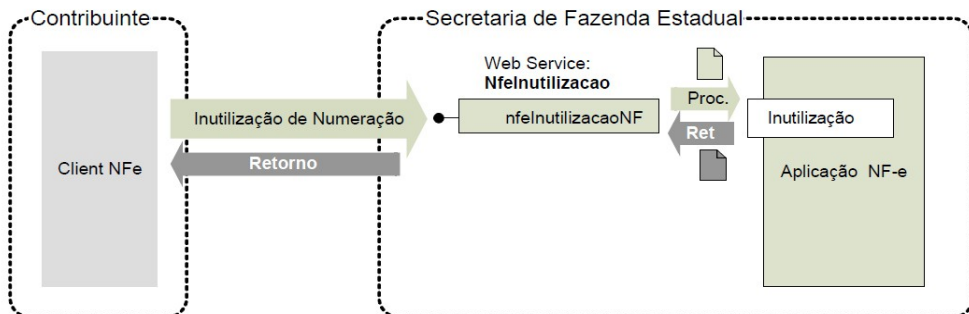 Contribuinte
Secretaria de Fazenda Estadual
Web Service:
NfeInutilizacao
Inutilização de Numeração
nfeInutilizacaoNF
Proc.
Inutilização
Ret
Retorno
Client NFe
Aplicação NF-e